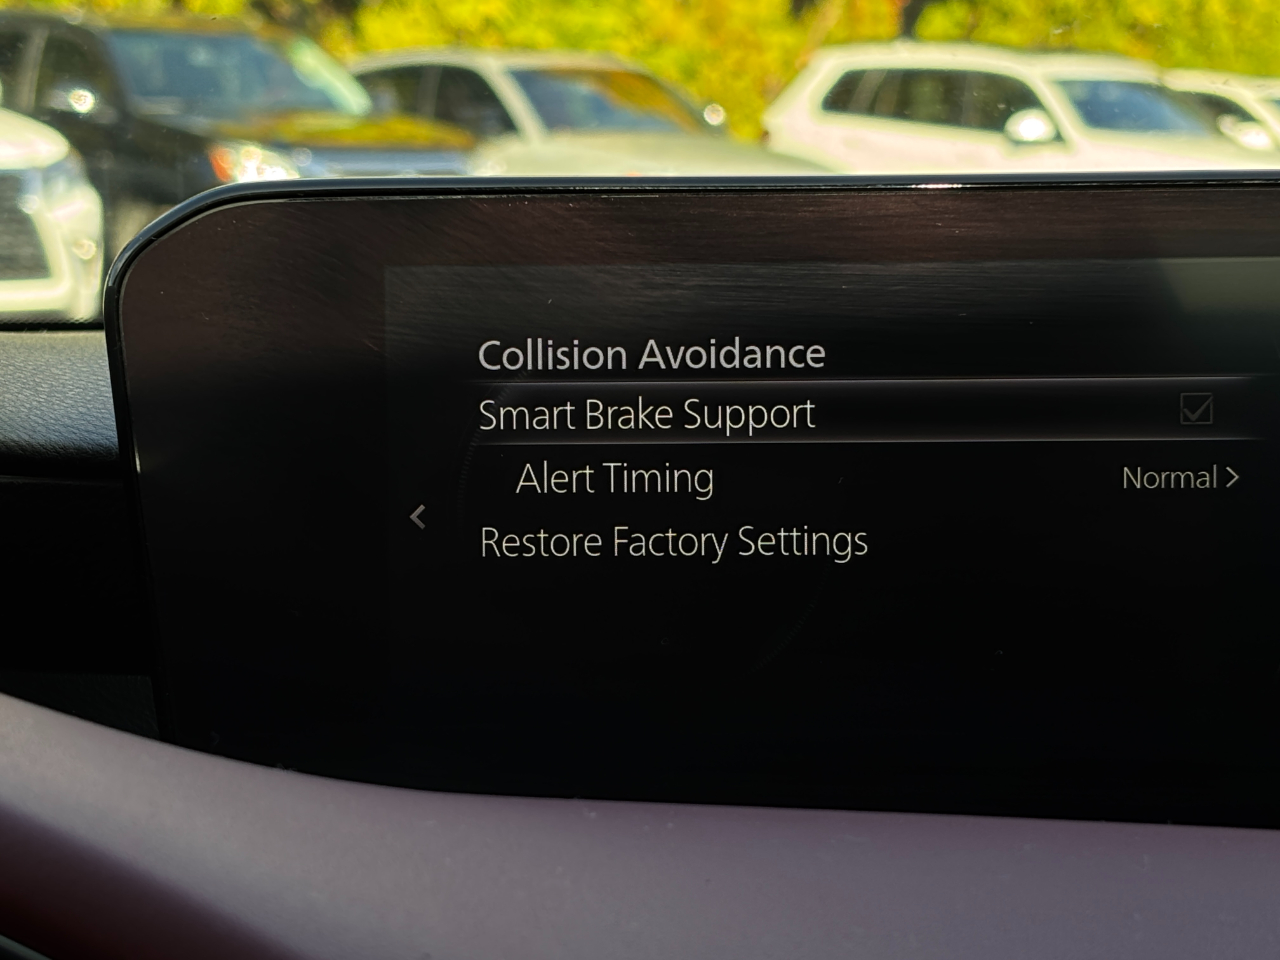 Collision Avoidance
Smart Brake Support
Alert Timing Normal >
Restore Factory Settings